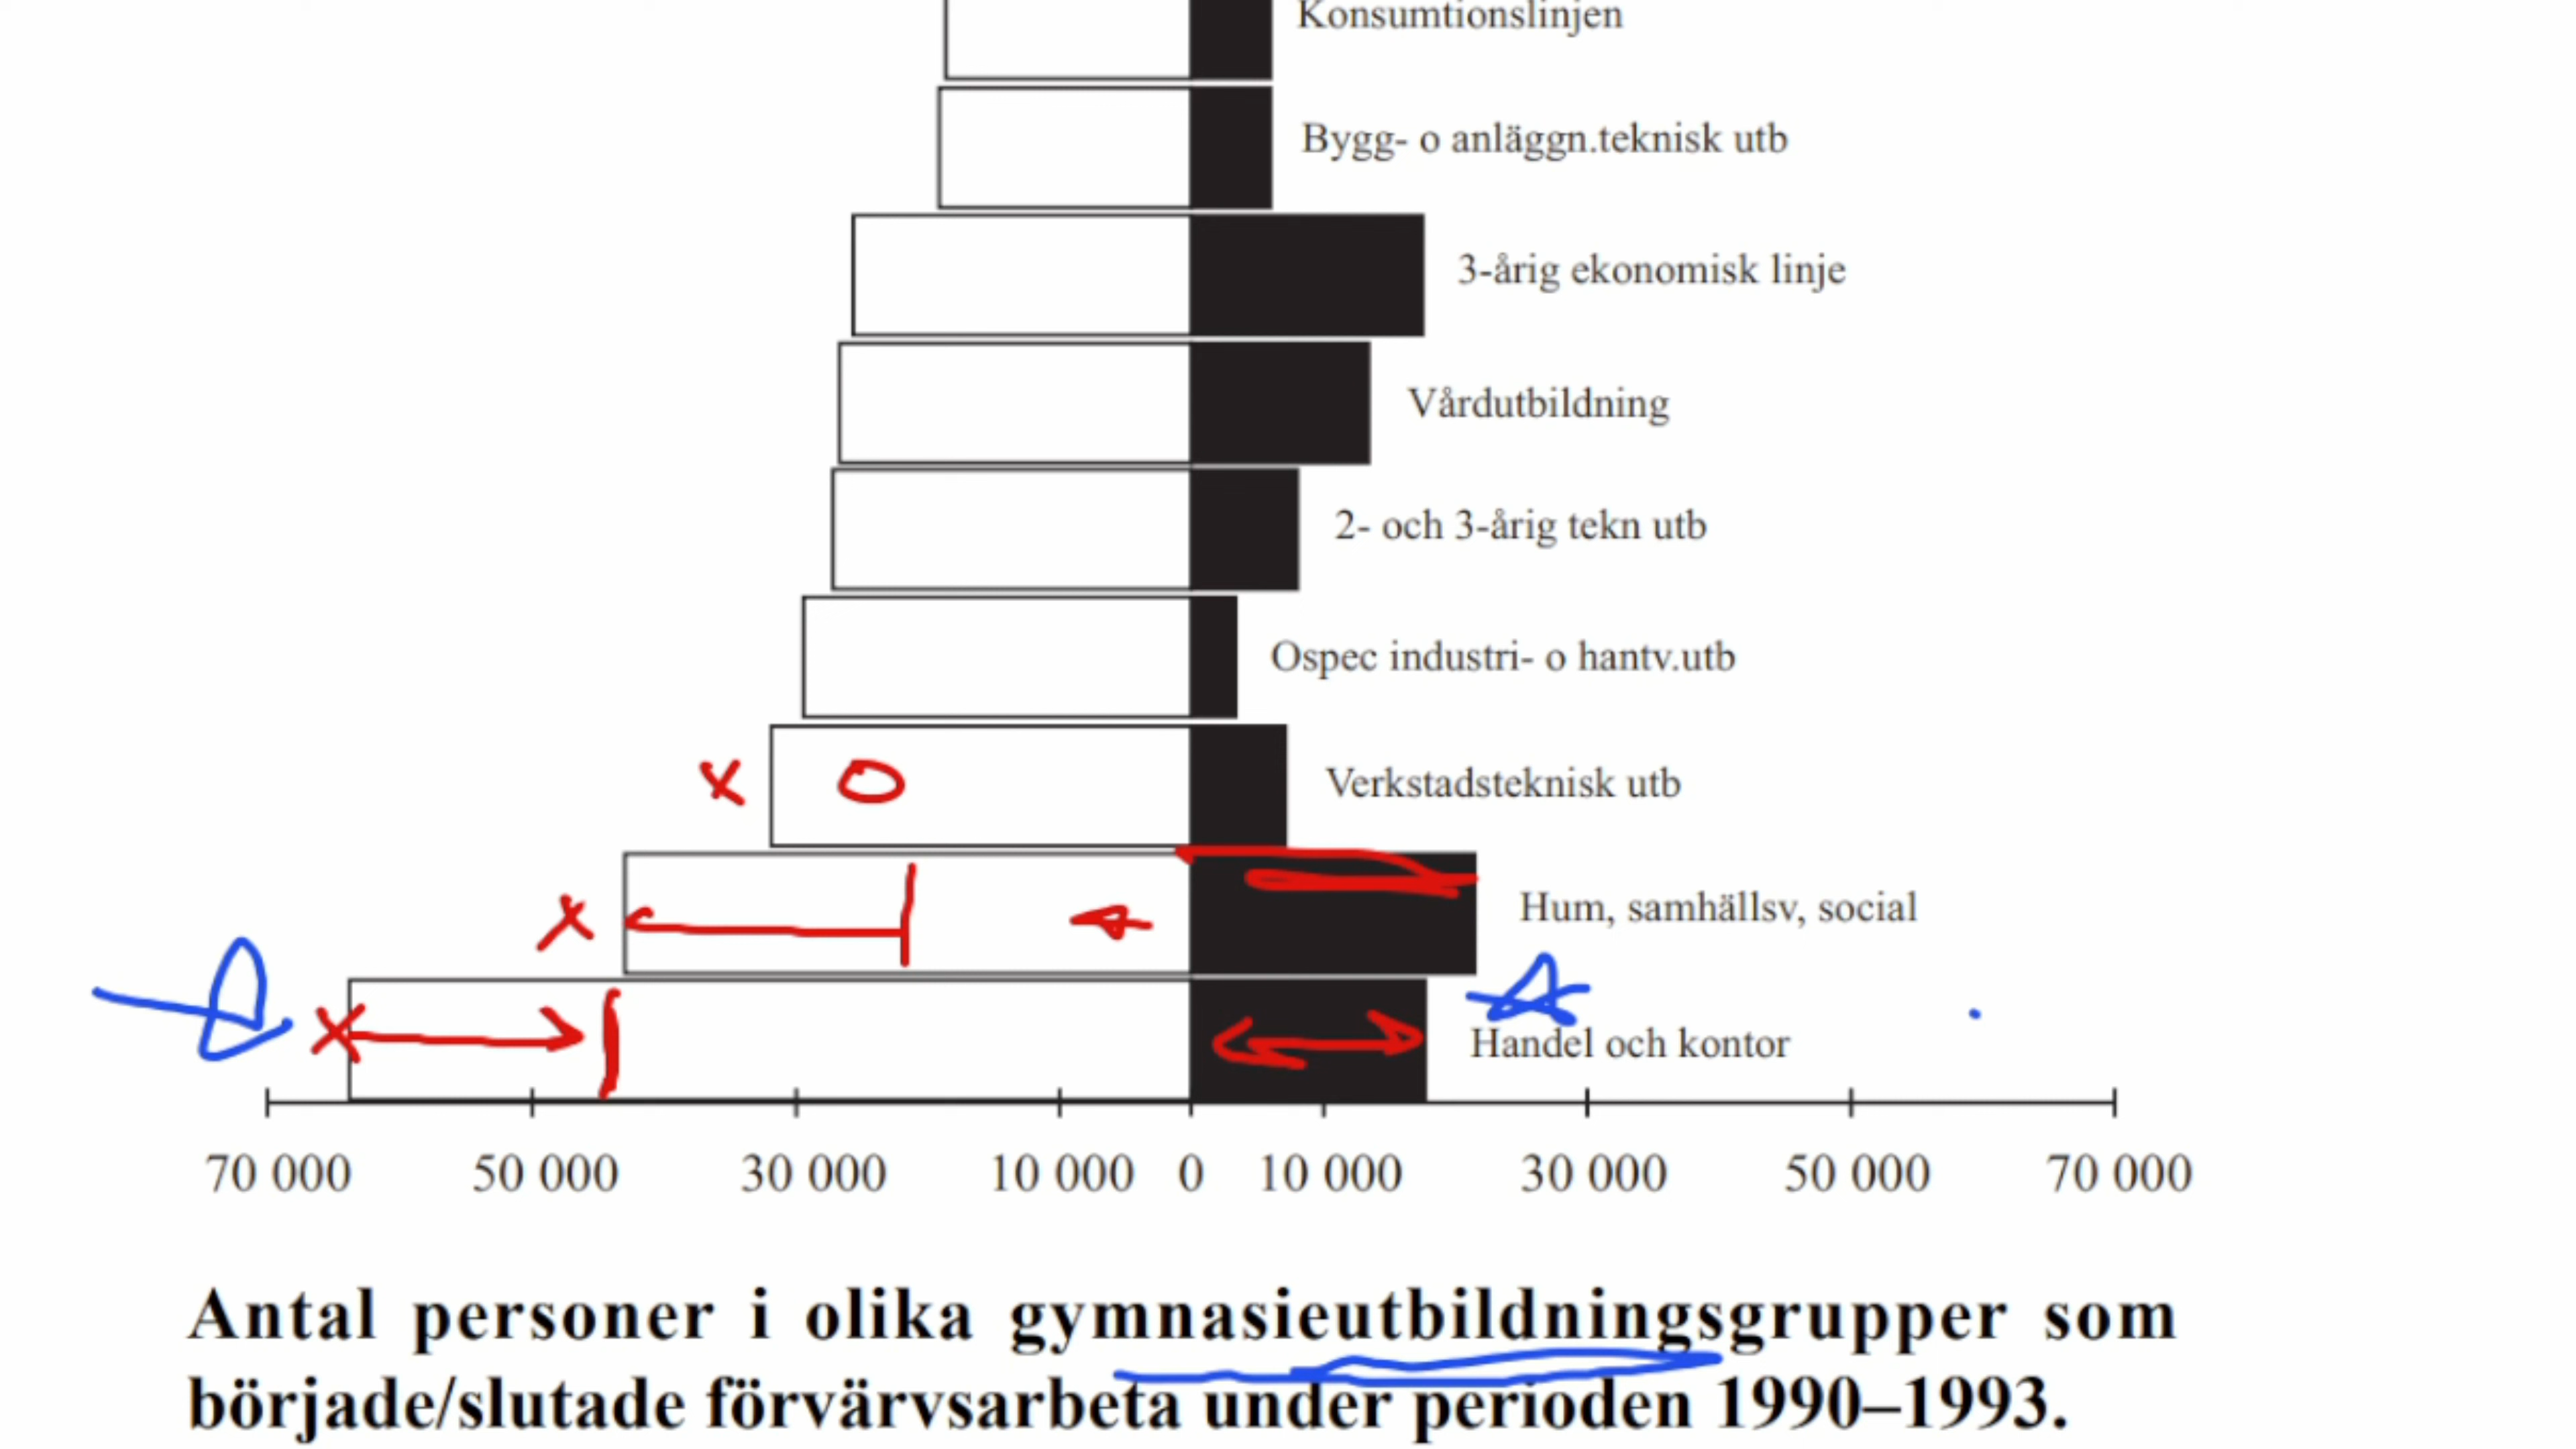 Konsumtionslinjen
Bygg- o anläggn.teknisk utb
3-årig ekonomisk linje
Vårdutbildning
2- och 3-årig tekn utb
Ospec industri- o hantv.utb
Verkstadsteknisk utb
Hum, samhällsv, social
Handel och kontor
70 000 50 000 30 000 10 000 0 10 000 30 000 50 000 70 000
Antal personer i olika gymnasieutbildningsgrupper som
började/slutade förvärvsarbeta under perioden 1990–1993.